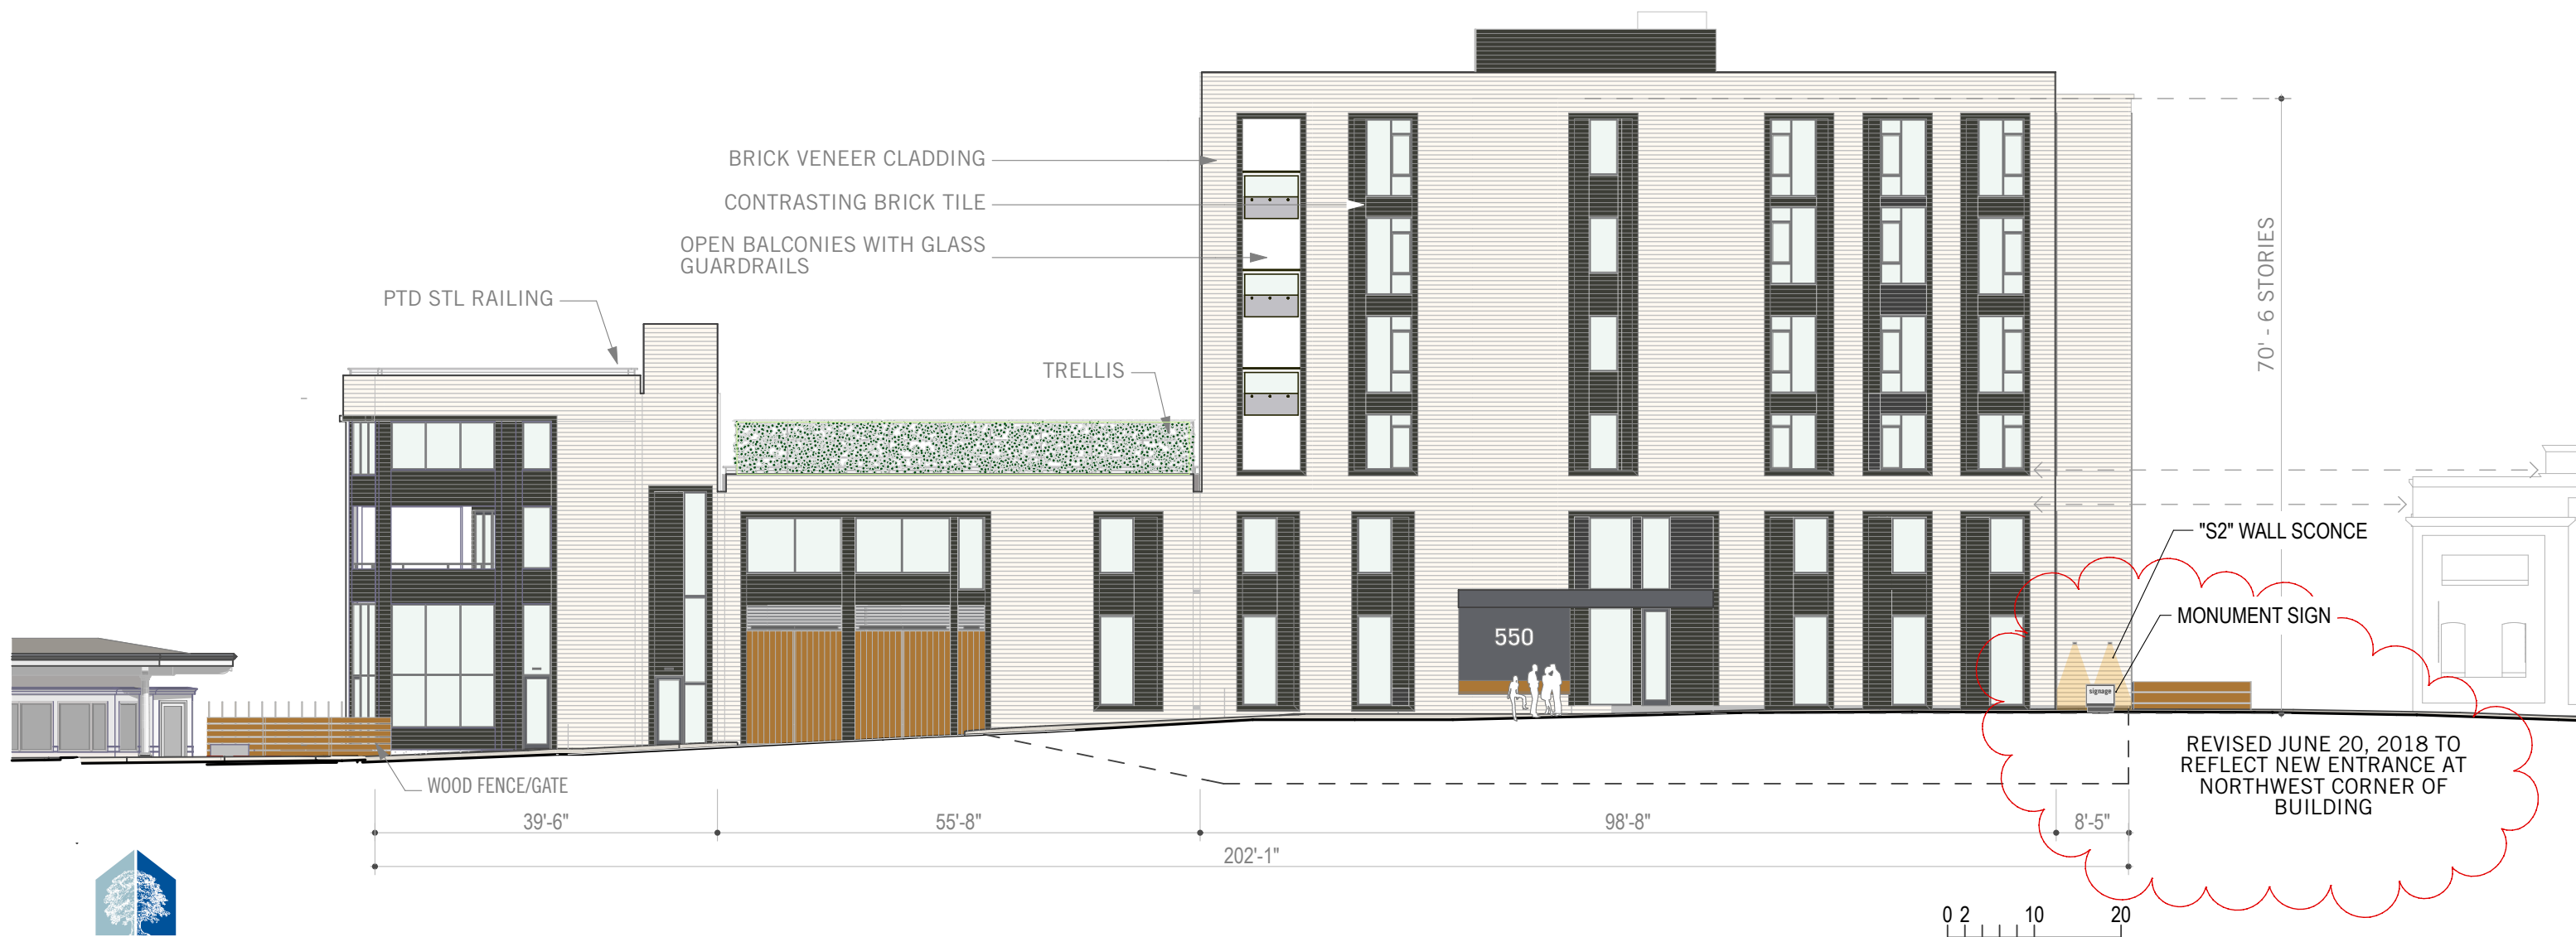 BRICK VENEER CLADDING
CONTRASTING BRICK TILE
OPEN BALCONIES WITH GLASS
GUARDRAILS
PTD STL RAILING
TRELLIS
70' - 6 STORIES
"S2" WALL SCONCE
MONUMENT SIGN
550
signage
REVISED JUNE 20, 2018 TO
REFLECT NEW ENTRANCE AT
NORTHWEST CORNER OF
BUILDING
WOOD FENCE/GATE
39'-6"
55'-8"
98'-8"
8'-5"
202'-1"
0 2 10 20